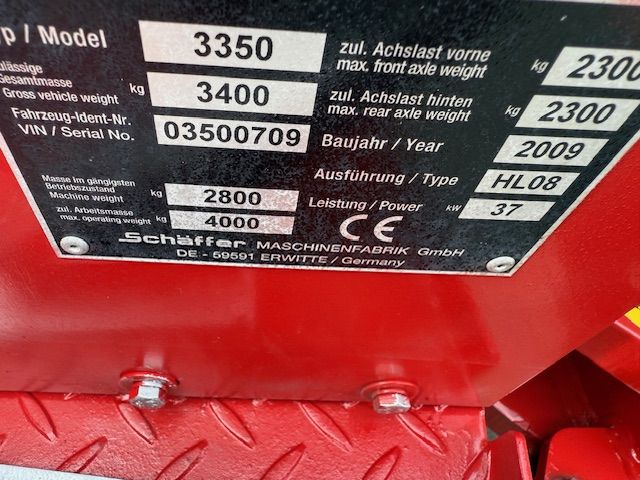 yp / Model 3350
zulässige
Gesamtmasse
Gross vehicle weight kg 3400
Fahrzeug-Ident-Nr.
VIN / Serial No. 03500709
Masse im gängigsten
Betriebszustand
Machine weight kg 2800
zul. Arbeitsmasse
max. operating weight kg 4000
zul. Achslast vorne
max. front axle weight kg 2300
zul. Achslast hinten
max. rear axle weight kg 2300
Baujahr / Year 2009
Ausführung / Type HL08
Leistung / Power kW 37
CE
Schäffer MASCHINENFABRIK GmbH
DE - 59591 ERWITTE / Germany